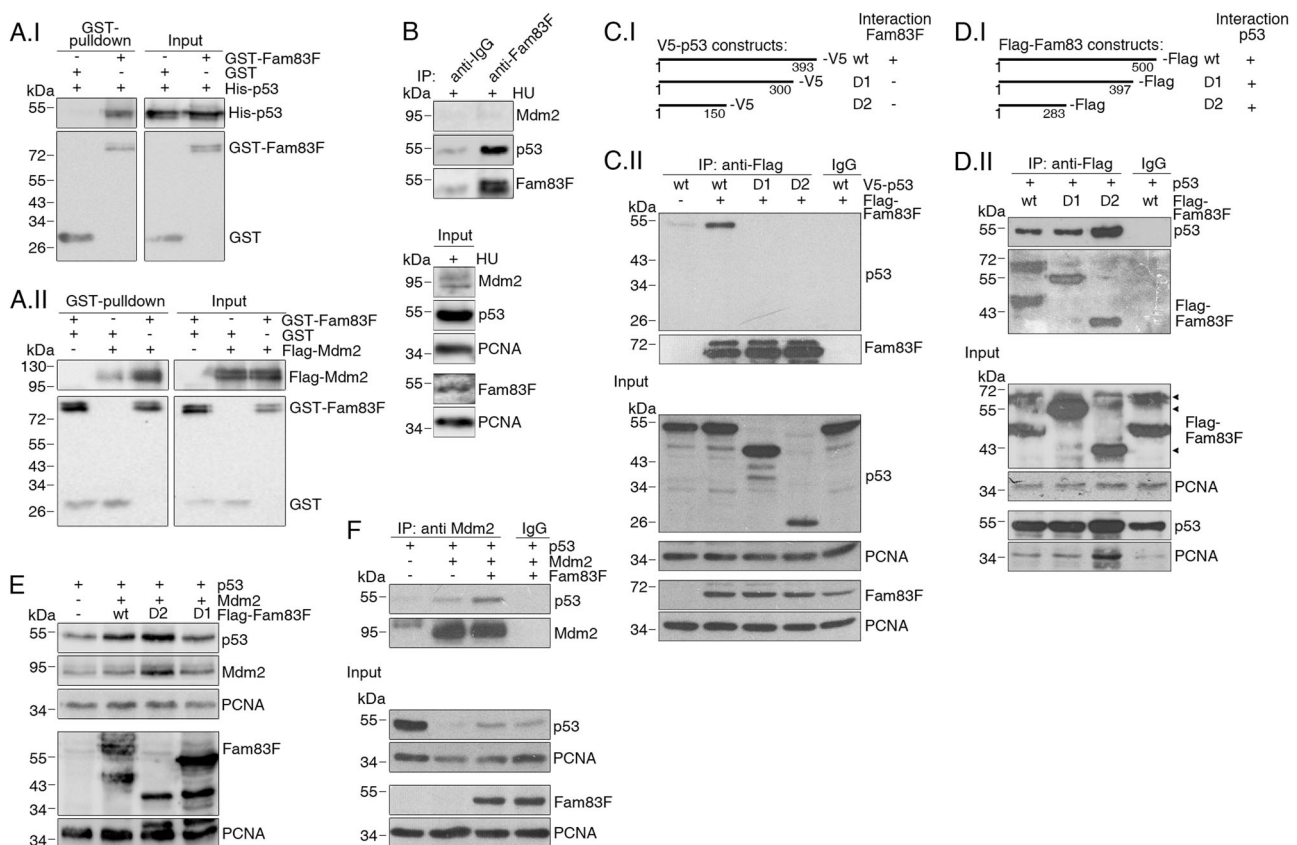 A.I
GST-
pulldown Input
- + - + GST-Fam83F
+ - + - GST
+ + + + His-p53
kDa
55 His-p53
72 GST-Fam83F
55
43
34
26 GST
A.II
GST-pulldown Input
+ - + + - + GST-Fam83F
+ + - + + - GST
- + + - + + Flag-Mdm2
kDa
130
95 Flag-Mdm2
72 GST-Fam83F
55
43
34
26 GST
B
anti-IgG
anti-Fam83F
IP:
kDa + + HU
95 Mdm2
55 p53
55 Fam83F
Input
kDa + HU
95 Mdm2
55 p53
34 PCNA
55 Fam83F
34 PCNA
C.I
Interaction
Fam83F
V5-p53 constructs:
1 393 -V5 wt +
1 300 -V5 D1 -
1 150 -V5 D2 -
C.II
IP: anti-Flag IgG
wt wt D1 D2 wt V5-p53
- + + + + Flag-
Fam83F
kDa
55
43 p53
34
26
72 Fam83F
Input
kDa
55
43 p53
34
26
34 PCNA
72
55 Fam83F
34 PCNA
D.I
Interaction
p53
Flag-Fam83 constructs:
1 500 -Flag wt +
1 397 -Flag D1 +
1 283 -Flag D2 +
D.II
IP: anti-Flag IgG
+ + + + p53
wt D1 D2 wt Flag-
Fam83F
kDa
55 p53
72
55
43 Flag-
Fam83F
Input
kDa
72
55 Flag-
Fam83F
43
34 PCNA
55 p53
34 PCNA
E
+ + + + p53
- + + + Mdm2
- wt D2 D1 Flag-Fam83F
kDa
55 p53
95 Mdm2
34 PCNA
Fam83F
55
43
34
34 PCNA
F
IP: anti Mdm2 IgG
+ + + + p53
- + + + Mdm2
- - + + Fam83F
kDa
55 p53
95 Mdm2
Input
kDa
55 p53
34 PCNA
55 Fam83F
34 PCNA